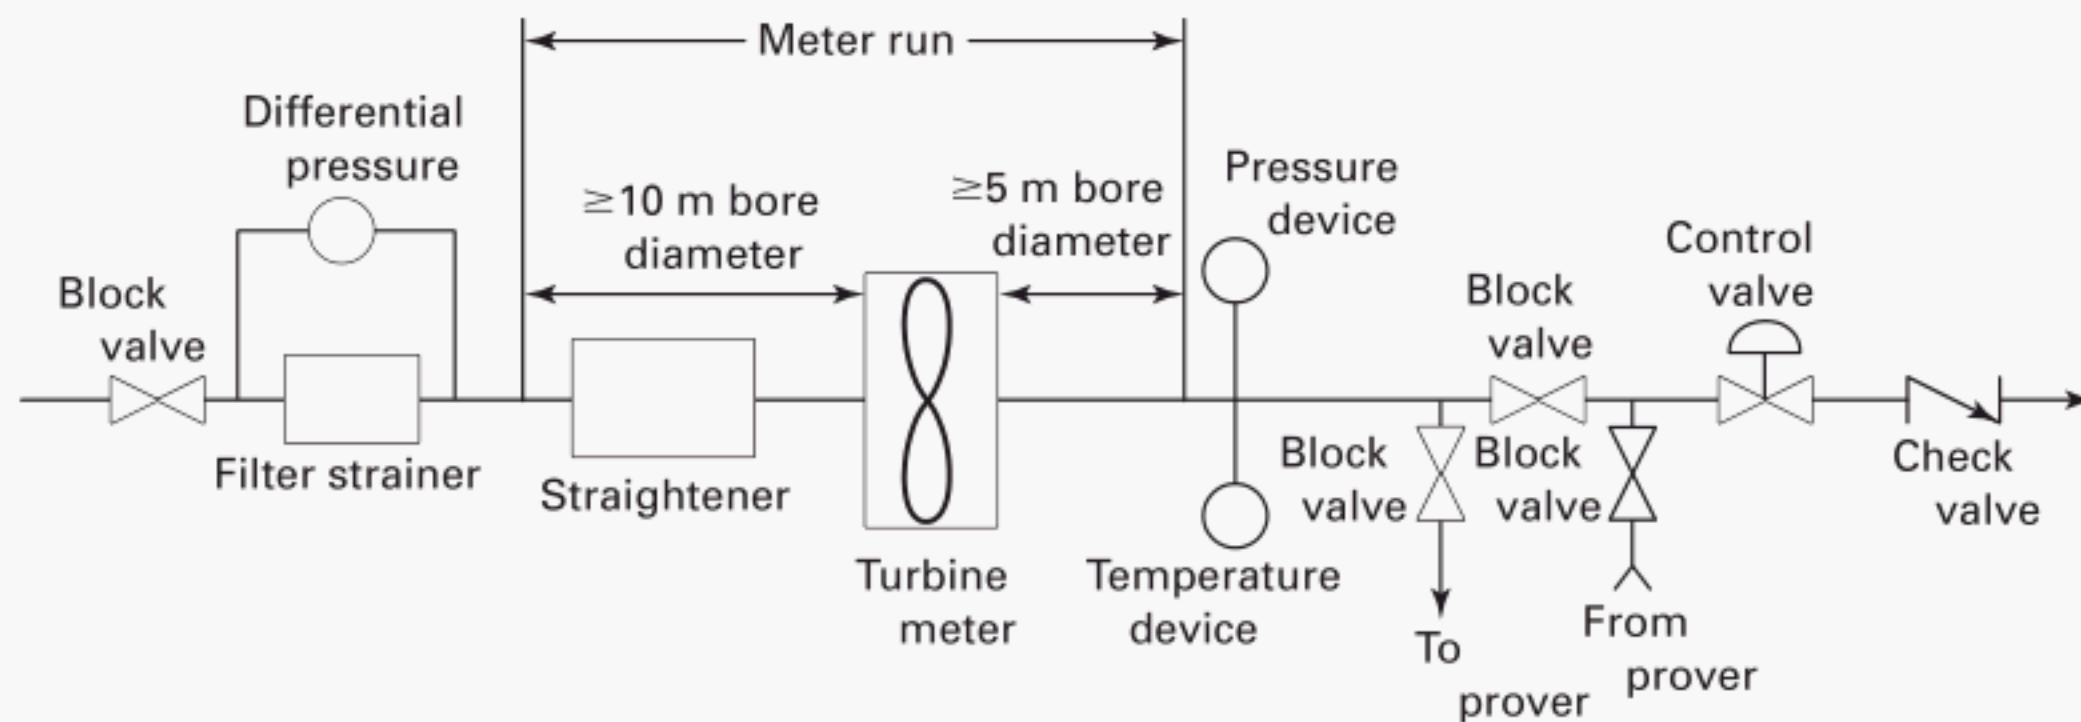 Meter run
Differential
pressure
≥10 m bore
diameter
≥5 m bore
diameter
Pressure
device
Control
valve
Block
valve
Block
valve
Filter strainer
Straightener
Turbine
meter
Temperature
device
Block
valve
Block
valve
Check
valve
To
prover
From
prover